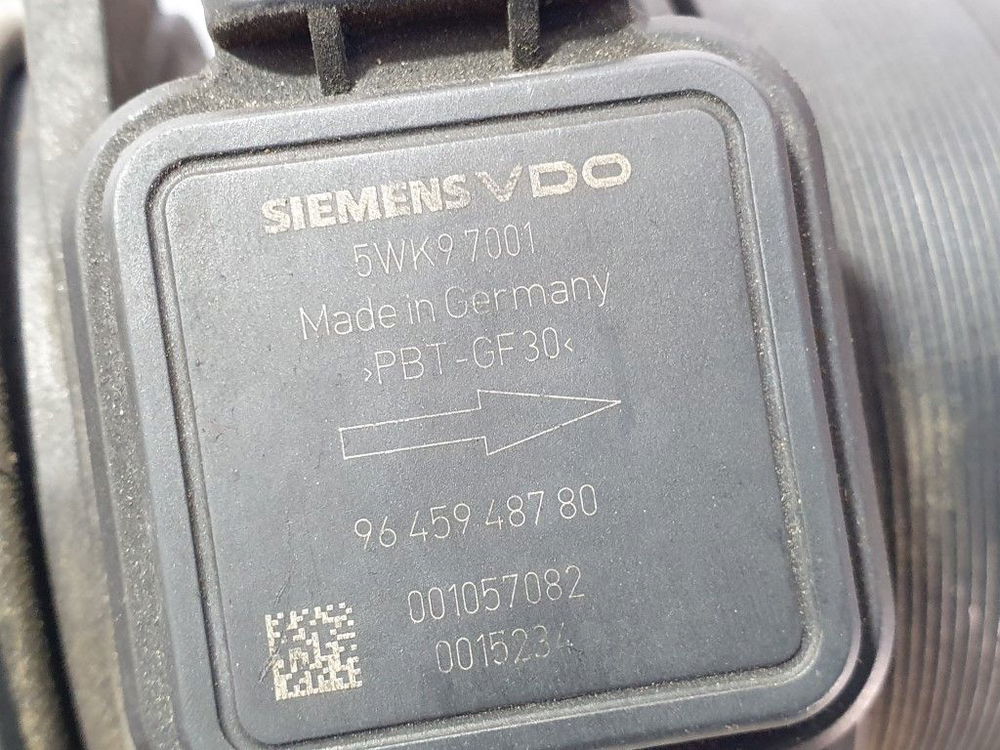 SIEMENS VDO
5WK9 7001
Made in Germany
>PBT-GF30<
96 459 487 80
001057082
0015234